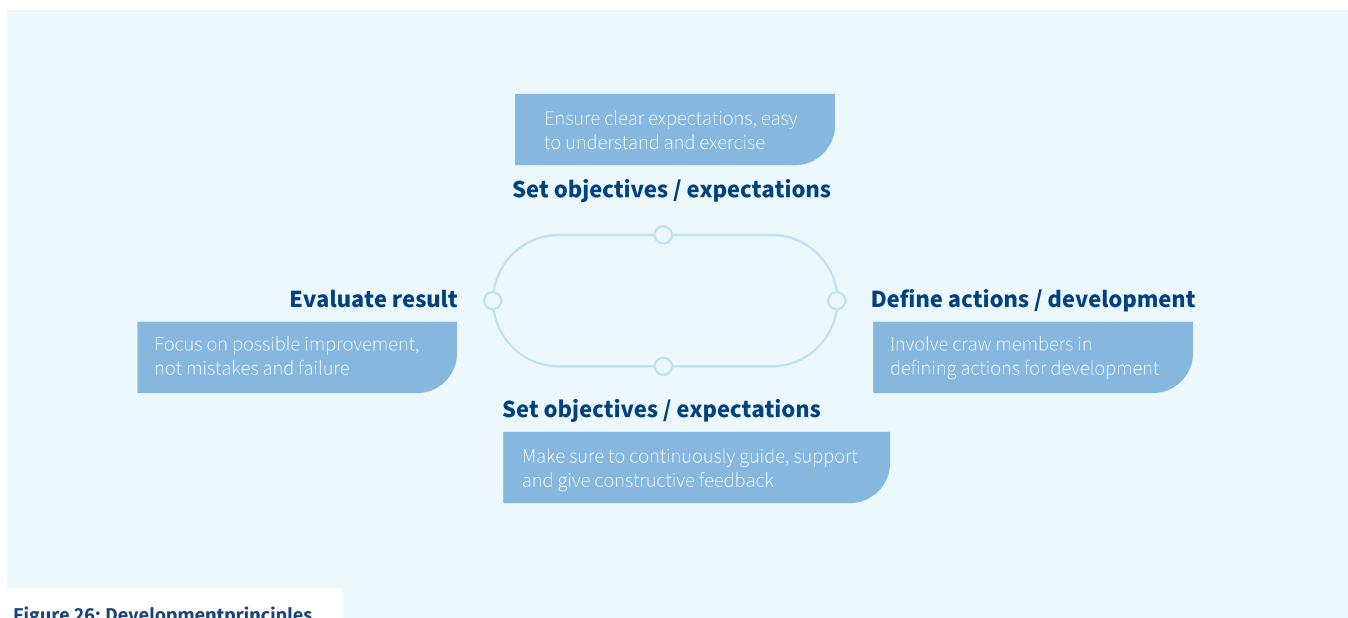 Ensure clear expectations, easy
to understand and exercise
Set objectives / expectations
Evaluate result
Focus on possible improvement,
not mistakes and failure
Define actions / development
Involve craw members in
defining actions for development
Set objectives / expectations
Make sure to continuously guide, support
and give constructive feedback
Figure 26: Developmentprinciples